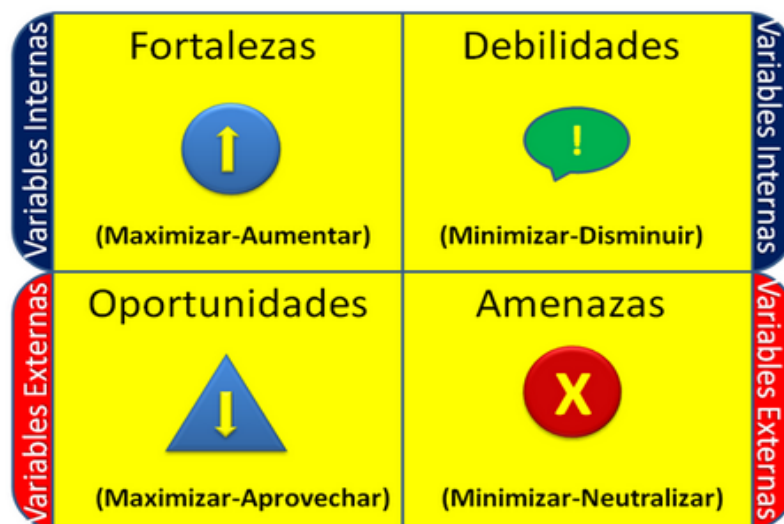 Variables Internas
Fortalezas
(Maximizar-Aumentar)
Debilidades
!
(Minimizar-Disminuir)
Variables Internas
Variables Externas
Oportunidades
(Maximizar-Aprovechar)
Amenazas
X
(Minimizar-Neutralizar)
Variables Externas